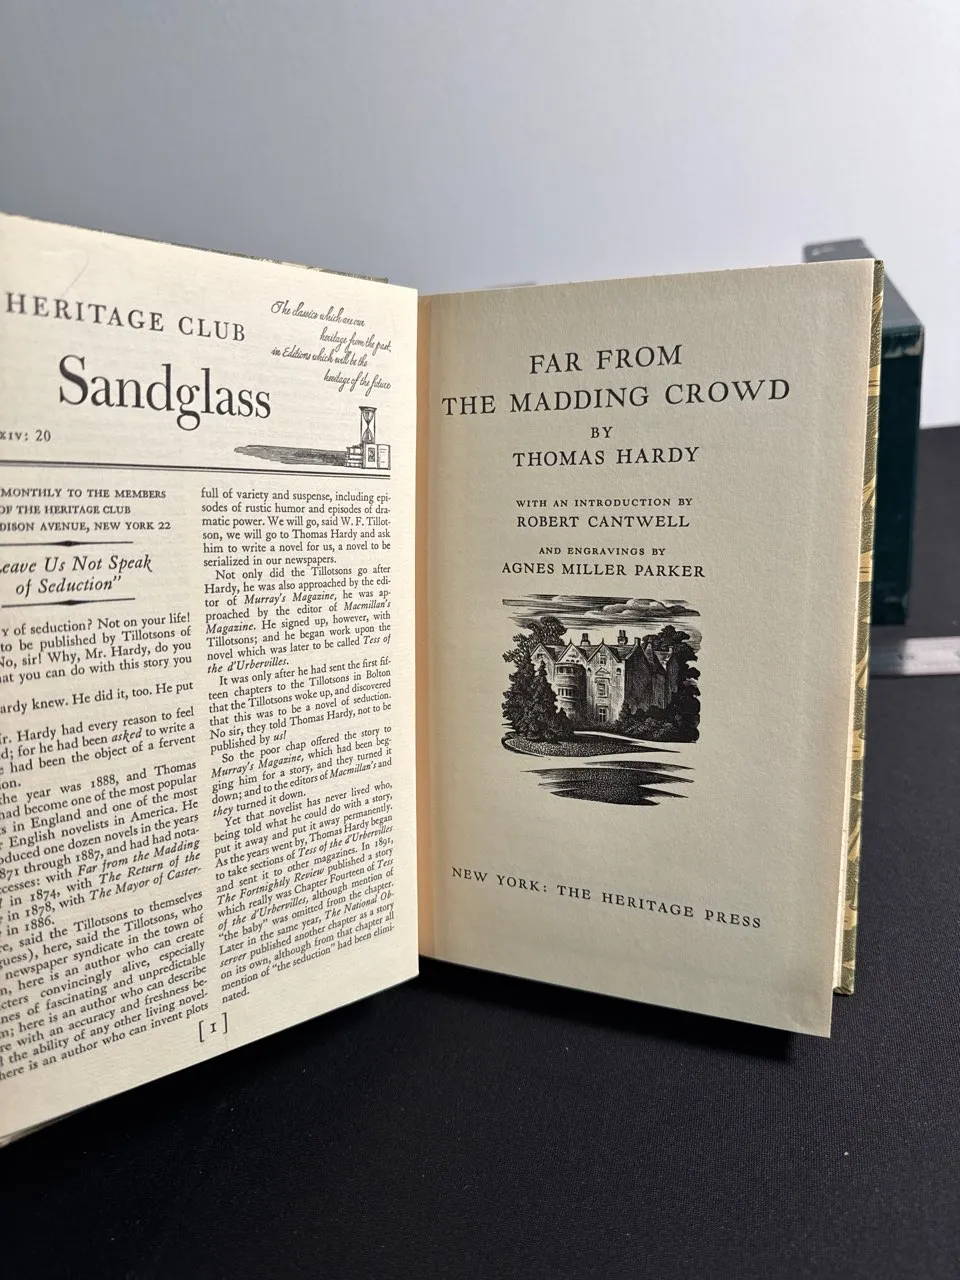 HERITAGE CLUB
Sandglass
The classics which are our
heritage from the past,
in Editions which will be the
heritage of the future
XIV: 20
MONTHLY TO THE MEMBERS
OF THE HERITAGE CLUB
DISON AVENUE, NEW YORK 22
eave Us Not Speak
of Seduction"
y of seduction? Not on your life!
to be published by Tillotsons of
No, sir! Why, Mr. Hardy, do you
at you can do with this story you
ardy knew. He did it, too. He put
Mr. Hardy had every reason to feel
d; for he had been asked to write a
e had been the object of a fervent
on.
the year was 1888, and Thomas
had become one of the most popular
s in England and one of the most
r English novelists in America. He
oduced one dozen novels in the years
871 through 1887, and had had nota-
cesses: with Far from the Madding
in 1874, with The Return of the
in 1878, with The Mayor of Caster-
in 1886.
re, said the Tillotsons to themselves
guess), here, said the Tillotsons, who
newspaper syndicate in the town of
n, here is an author who can create
cters convincingly alive, especially
nes of fascinating and unpredictable
n; here is an author who can describe
re with an accuracy and freshness be-
the ability of any other living novel-
here is an author who can invent plots
full of variety and suspense, including epi-
sodes of rustic humor and episodes of dra-
matic power. We will go, said W. F. Tillot-
son, we will go to Thomas Hardy and ask
him to write a novel for us, a novel to be
serialized in our newspapers.
Not only did the Tillotsons go after
Hardy, he was also approached by the edi-
tor of Murray's Magazine, he was ap-
proached by the editor of Macmillan's
Magazine. He signed up, however, with
Tillotsons; and he began work upon the
novel which was later to be called Tess of
the d'Urbervilles.
It was only after he had sent the first fif-
teen chapters to the Tillotsons in Bolton
that the Tillotsons woke up, and discovered
that this was to be a novel of seduction.
No sir, they told Thomas Hardy, not to be
published by us!
So the poor chap offered the story to
Murray's Magazine, which had been beg-
ging him for a story, and they turned it
down; and to the editors of Macmillan's and
they turned it down.
Yet that novelist has never lived who,
being told what he could do with a story,
put it away and put it away permanently.
As the years went by, Thomas Hardy began
to take sections of Tess of the d'Urbervilles
and sent it to other magazines. In 1891,
The Fortnightly Review published a story
which really was Chapter Fourteen of Tess
of the d'Urbervilles, although mention of
"the baby" was omitted from the chapter.
Later in the same year, The National Ob-
server published another chapter as a story
on its own, although from that chapter all
mention of "the seduction" had been elimi-
nated.
[ 1 ]
FAR FROM
THE MADDING CROWD
BY
THOMAS HARDY
WITH AN INTRODUCTION BY
ROBERT CANTWELL
AND ENGRAVINGS BY
AGNES MILLER PARKER
NEW YORK: THE HERITAGE PRESS